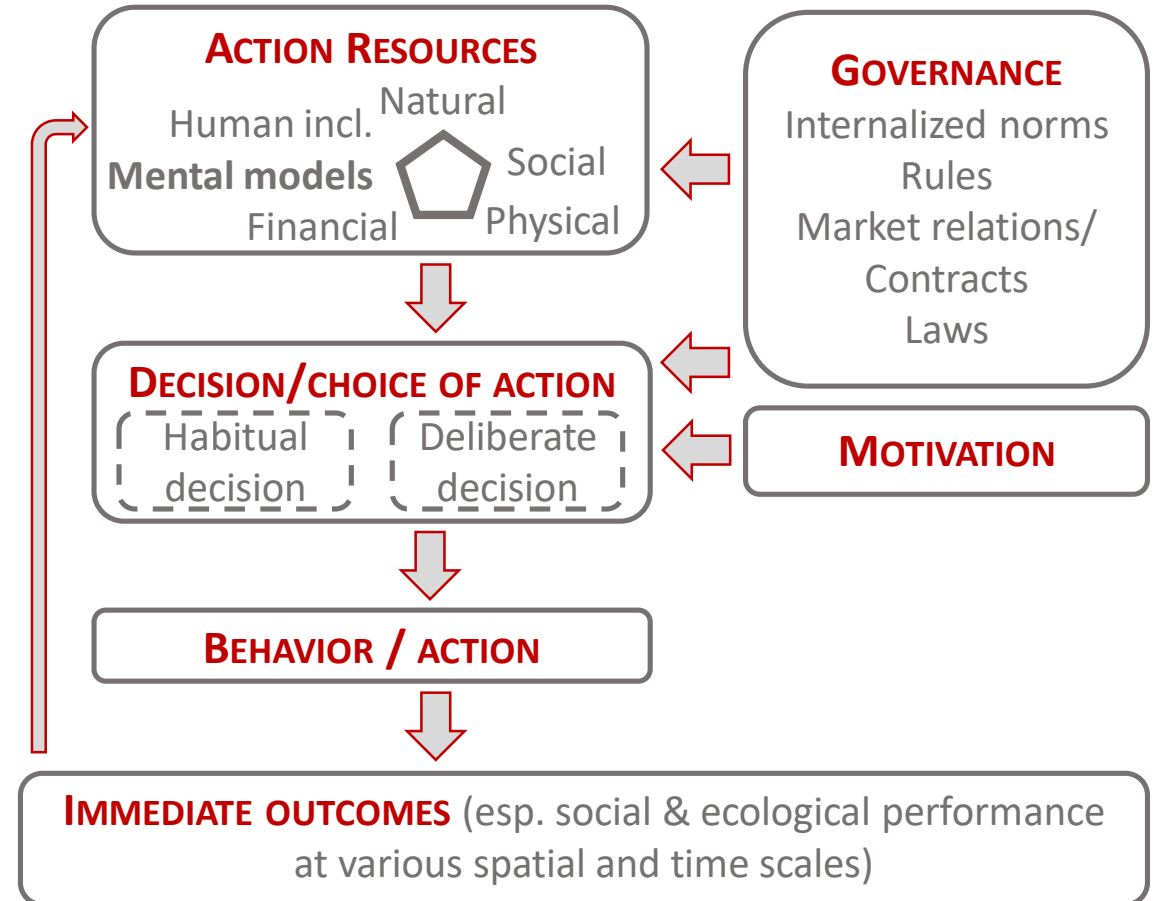 ACTION RESOURCES
Natural
Human incl.
Mental models
Social
Financial
Physical
GOVERNANCE
Internalized norms
Rules
Market relations/
Contracts
Laws
DECISION/CHOICE OF ACTION
Habitual
decision
Deliberate
decision
MOTIVATION
BEHAVIOR / ACTION
IMMEDIATE OUTCOMES (esp. social & ecological performance
at various spatial and time scales)